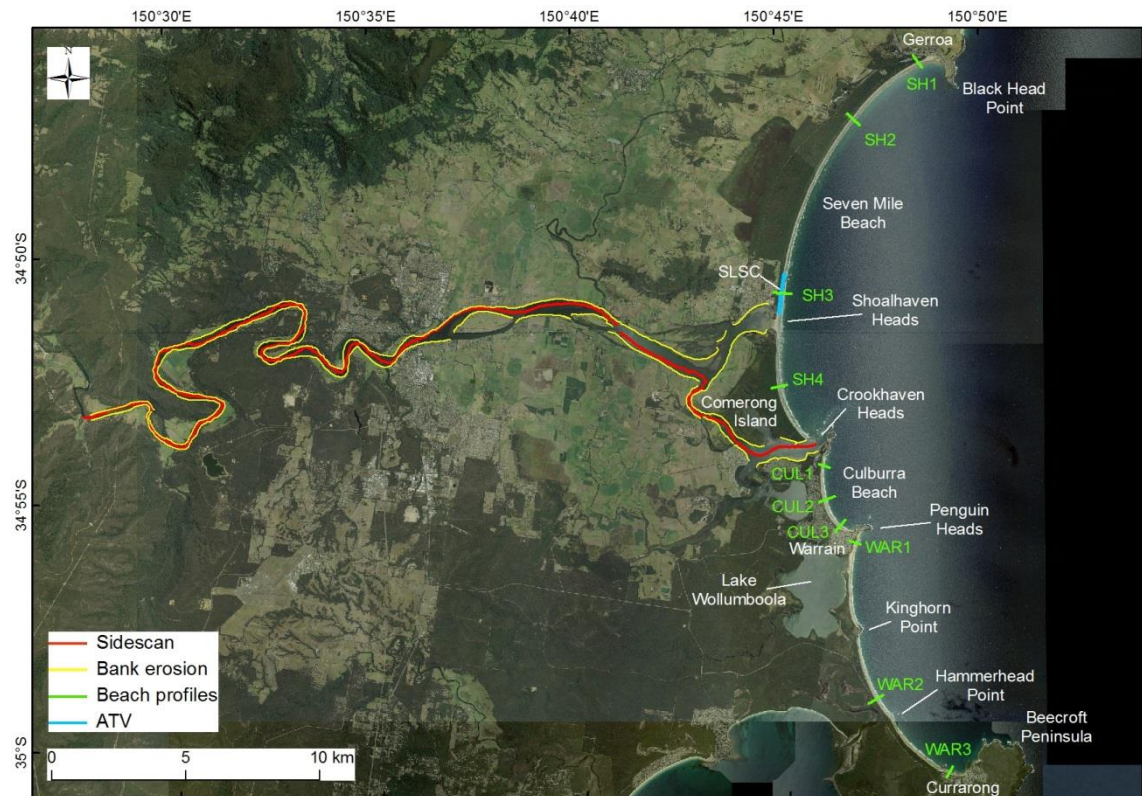 150°30'E
150°35'E
150°40'E
150°45'E
150°50'E
N
Gerroa
SH1
Black Head
Point
SH2
Seven Mile
Beach
34°50'S
SLSC
SH3
Shoalhaven
Heads
SH4
Crookhaven
Heads
Comerong
Island
CUL1
Culburra
Beach
CUL2
34°55'S
Penguin
Heads
CUL3
WAR1
Warrain
Lake
Wollumboola
Kinghorn
Point
Sidescan
Bank erosion
Beach profiles
ATV
WAR2
Hammerhead
Point
Beecroft
Peninsula
35°S
0
5
10 km
WAR3
Currarong